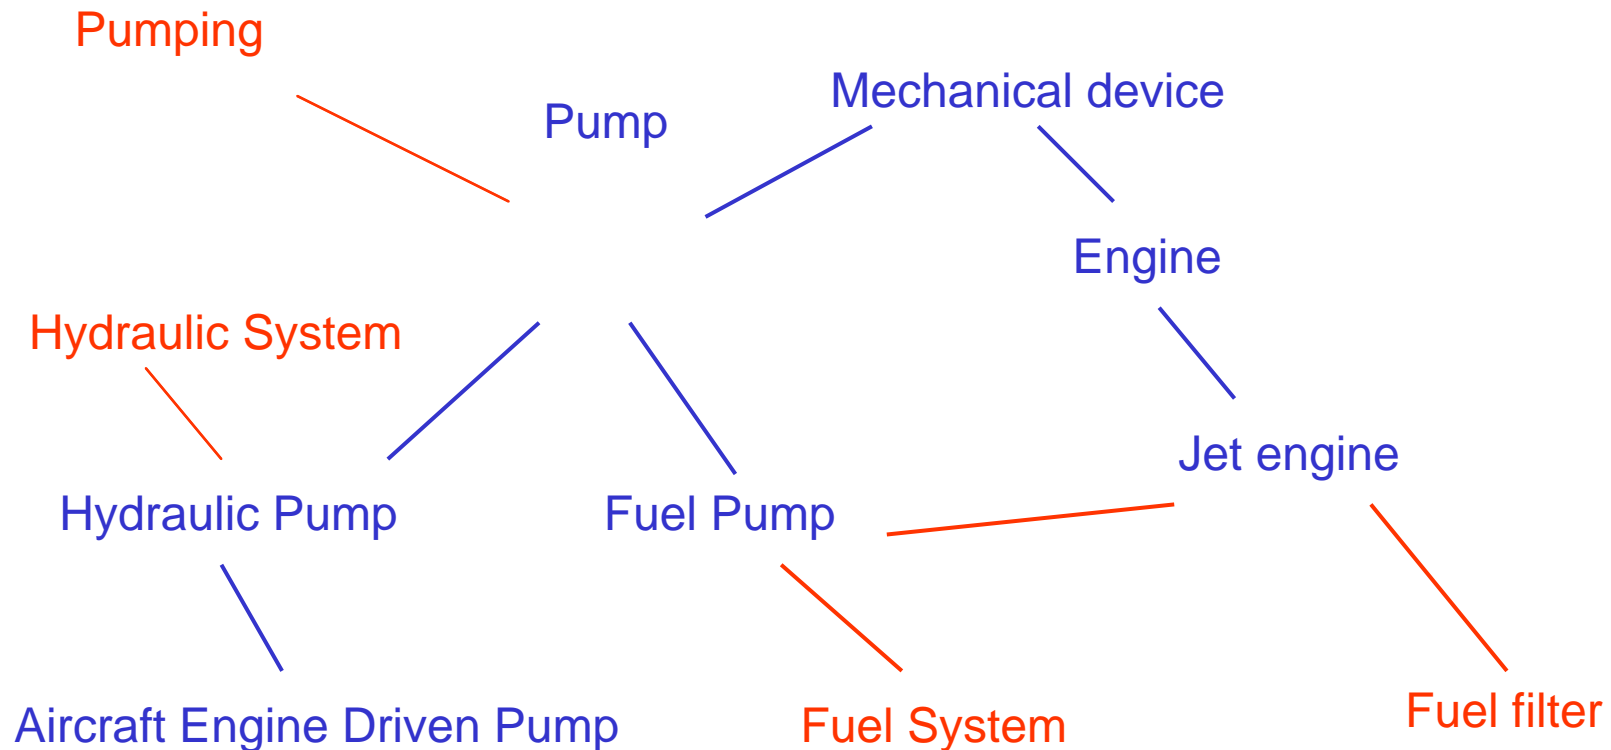 Pumping
Mechanical device
Pump
Engine
Hydraulic System
Jet engine
Hydraulic Pump
Fuel Pump
Aircraft Engine Driven Pump
Fuel System
Fuel filter